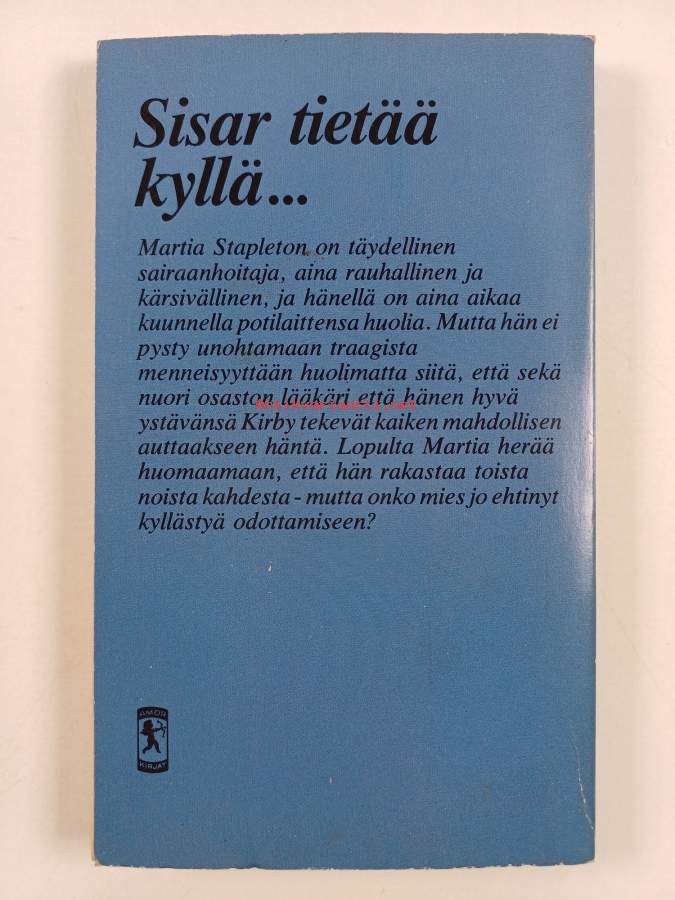 Sisar tietää
kyllä...
Martia Stapleton on täydellinen
sairaanhoitaja, aina rauhallinen ja
kärsivällinen, ja hänellä on aina aikaa
kuunnella potilaittensa huolia. Mutta hän ei
pysty unohtamaan traagista
menneisyyttään huolimatta siitä, että sekä
nuori osaston lääkäri että hänen hyvä
ystävänsä Kirby tekevät kaiken mahdollisen
auttaakseen häntä. Lopulta Martia herää
huomaamaan, että hän rakastaa toista
noista kahdesta - mutta onko mies jo ehtinyt
kyllästyä odottamiseen?
AMOR
KIRJAT